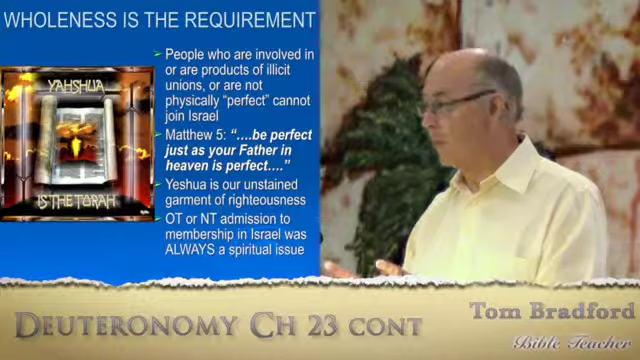 WHOLENESS IS THE REQUIREMENT
People who are involved in
or are products of illicit
unions, or are not
physically “perfect” cannot
join Israel
Matthew 5: “….be perfect
just as your Father in
heaven is perfect….”
Yeshua is our unstained
garment of righteousness
OT or NT admission to
membership in Israel was
ALWAYS a spiritual issue
YAHSHUA
IS THE TORAH
Tom Bradford
Bible Teacher
DEUTERONOMY CH 23 CONT